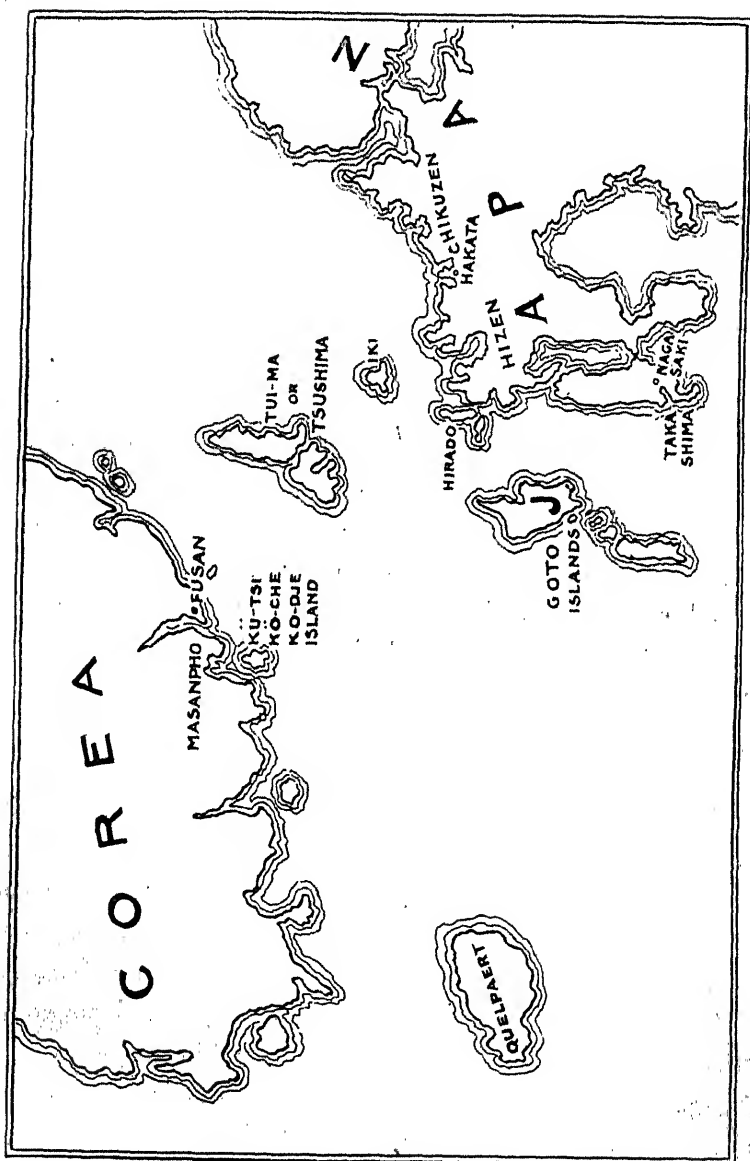 COREA
MASANPHO
FUSAN
KU-TSI
KÖ-CHE
KO-DJE
ISLAND
TUI-MA
OR
TSUSHIMA
IKI
QUELPAERT
GOTO
ISLANDS
HIRADO
HIZEN
CHIKUZEN
HAKATA
TAKA
SHIMA
NAGA
SAKI
JAPAN